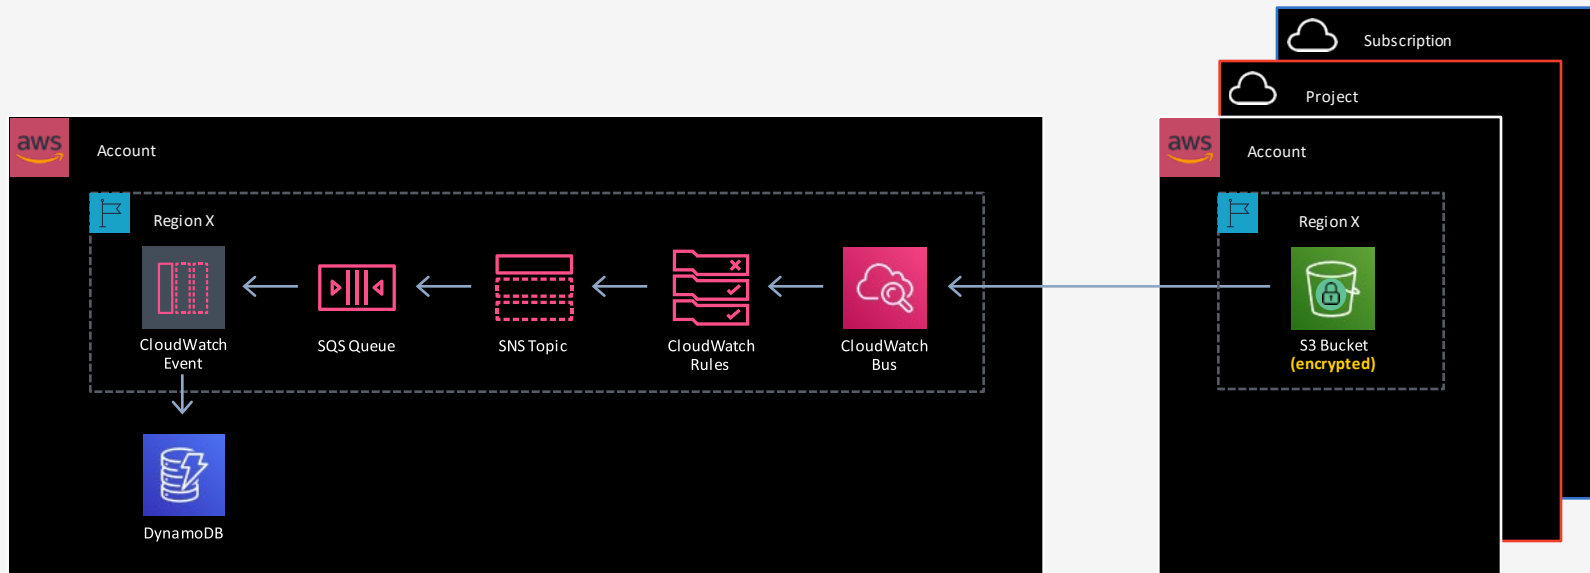 Subscription
Project
aws
Account
aws
Account
Region X
Region X
CloudWatch
Event
SQS Queue
SNS Topic
CloudWatch
Rules
CloudWatch
Bus
S3 Bucket
(encrypted)
DynamoDB